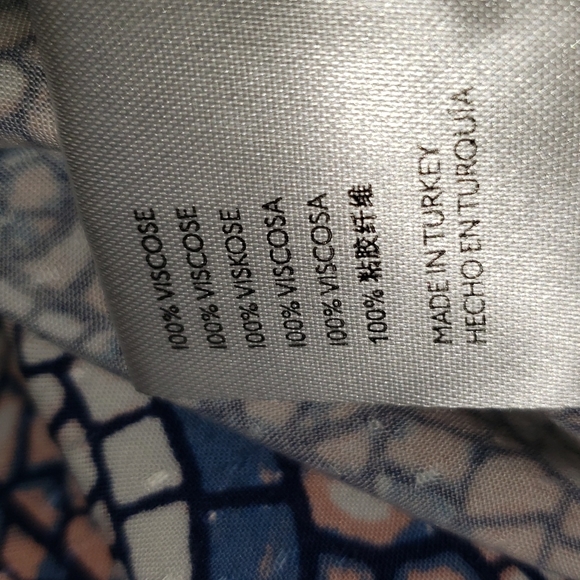 100% VISCOSE
100% VISCOSE
100% VISKOSE
100% VISCOSA
100% VISCOSA
100% 粘胶纤维
MADE IN TURKEY
HECHO EN TURQUÍA